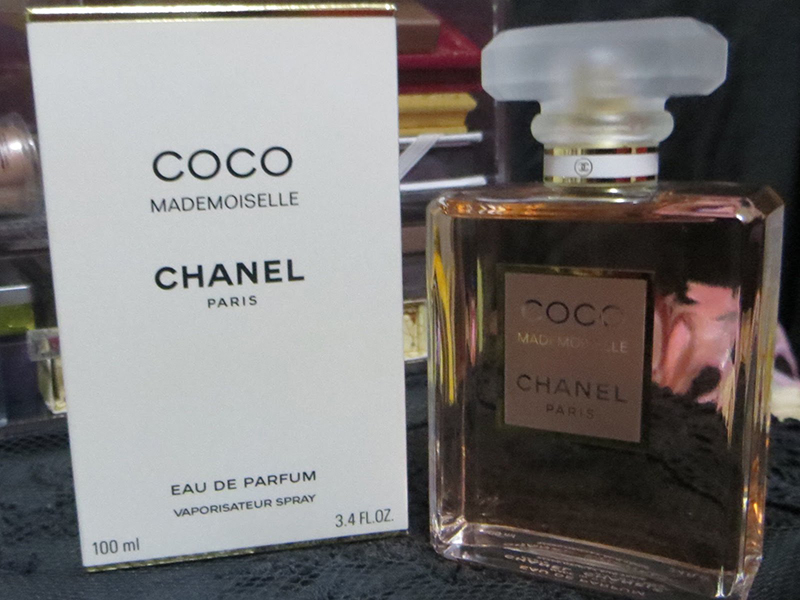 COCO
MADEMOISELLE
CHANEL
PARIS
EAU DE PARFUM
VAPORISATEUR SPRAY
100 ml
3.4 FL.OZ.
COCO
MADEMOISELLE
CHANEL
PARIS